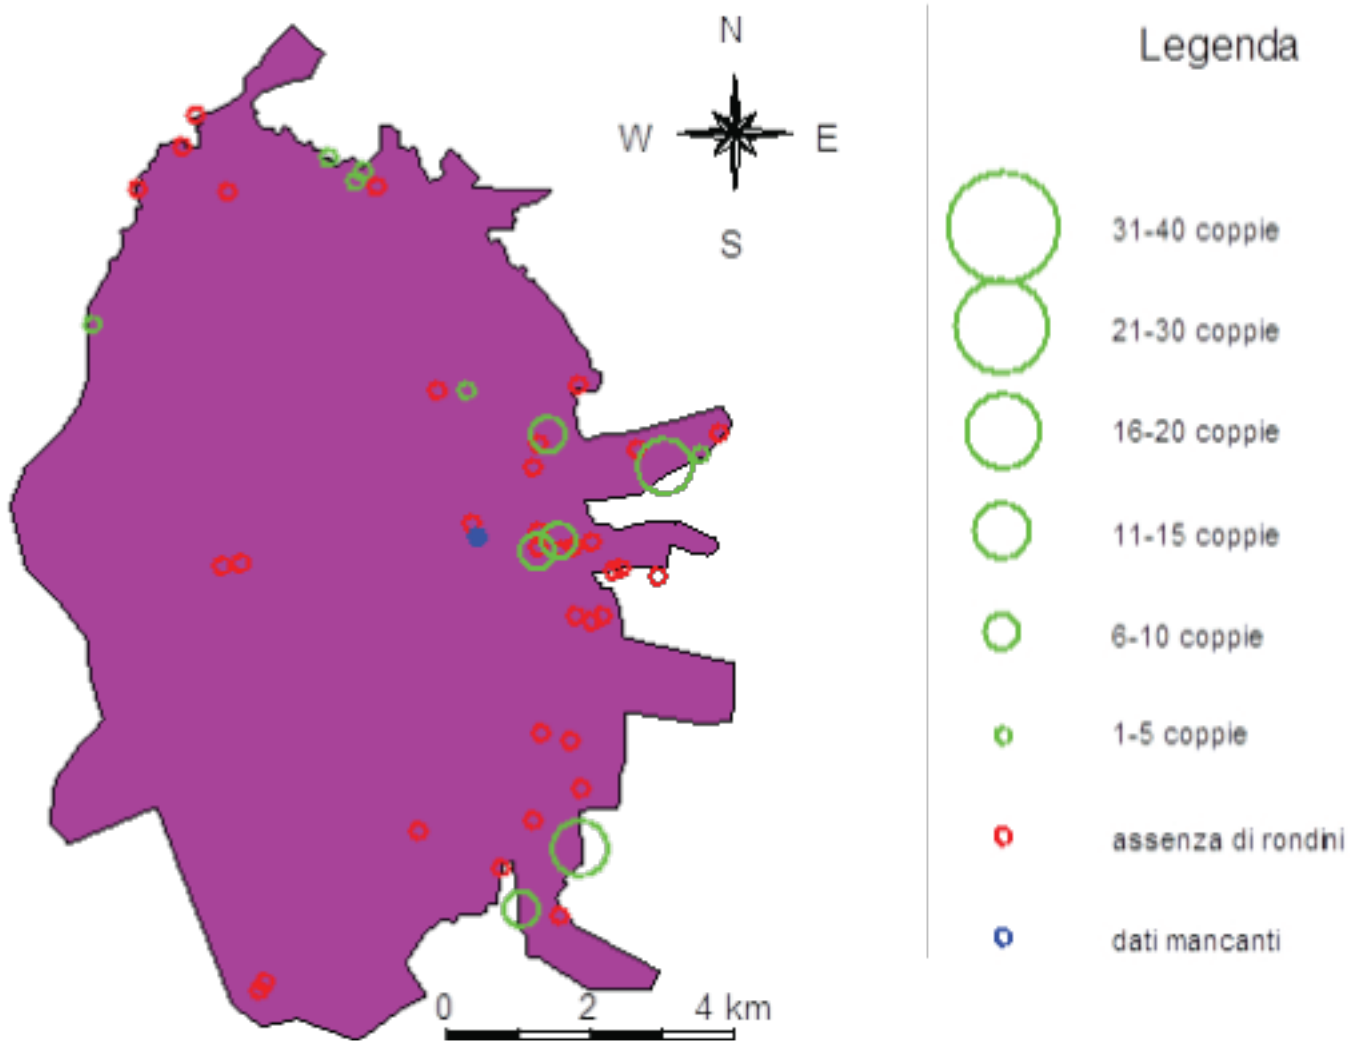 N
W E
S
0 2 4 km
Legenda
31-40 coppie
21-30 coppie
16-20 coppie
11-15 coppie
6-10 coppie
1-5 coppie
assenza di rondini
dati mancanti